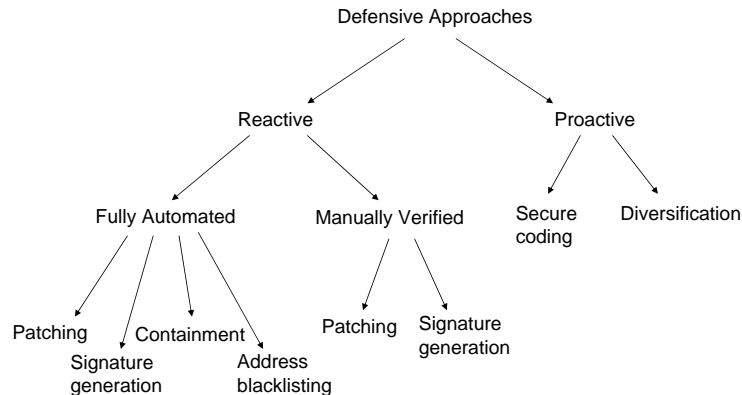 Defensive Approaches
Reactive
Proactive
Fully Automated
Manually Verified
Secure
coding
Diversification
Patching
Signature
generation
Containment
Address
blacklisting
Patching
Signature
generation